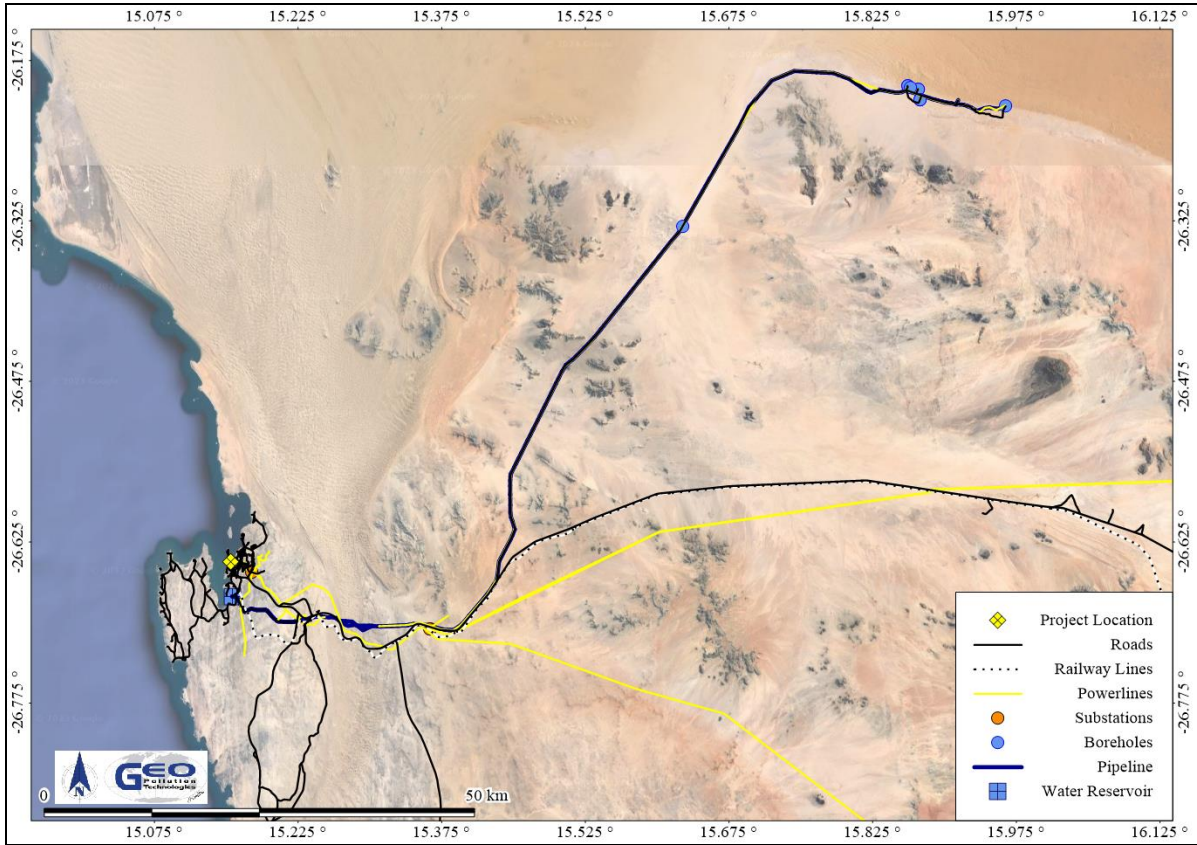 15.075 °
15.225 °
15.375 °
15.525 °
15.675 °
15.825 °
15.975 °
16.125 °
-26.175 °
-26.175 °
-26.325 °
-26.325 °
-26.475 °
-26.475 °
-26.625 °
-26.625 °
-26.775 °
-26.775 °
Project Location
Roads
Railway Lines
Powerlines
Substations
Boreholes
Pipeline
Water Reservoir
N
GEO
Pollution
Technologies
0
50 km
15.075 °
15.225 °
15.375 °
15.525 °
15.675 °
15.825 °
15.975 °
16.125 °